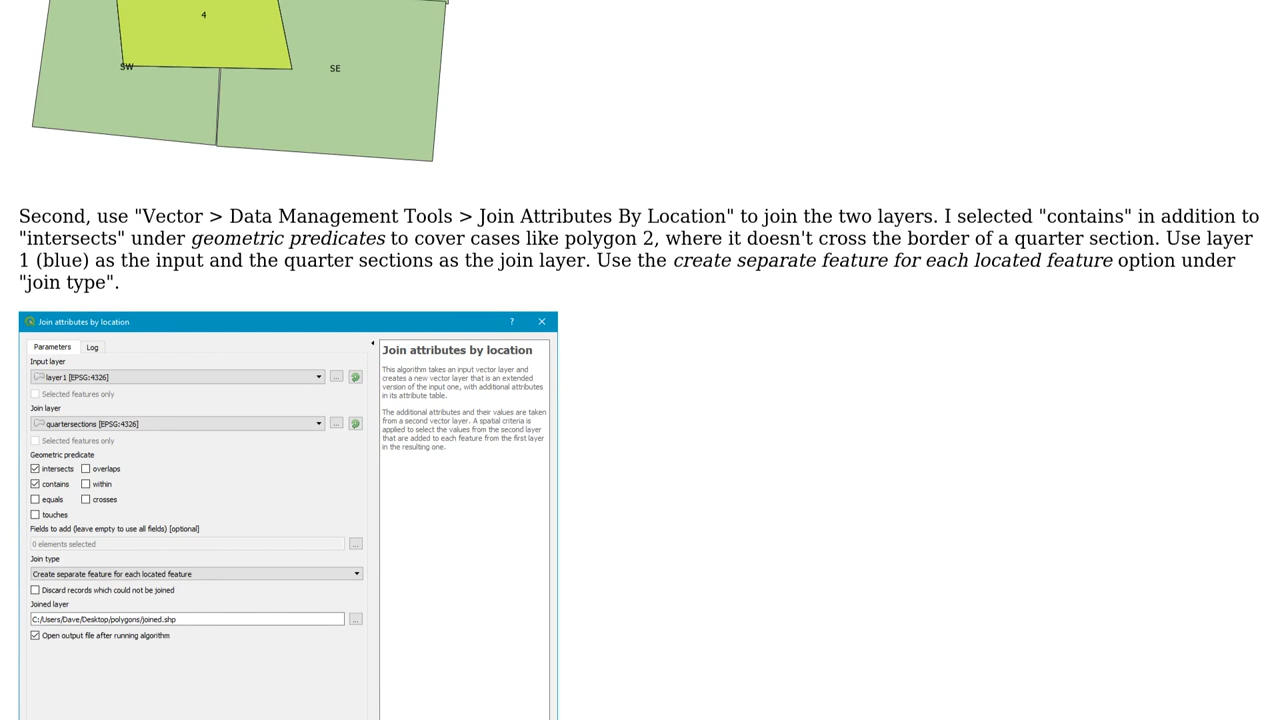 4
SW
SE
Second, use "Vector > Data Management Tools > Join Attributes By Location" to join the two layers. I selected "contains" in addition to
"intersects" under geometric predicates to cover cases like polygon 2, where it doesn't cross the border of a quarter section. Use layer
1 (blue) as the input and the quarter sections as the join layer. Use the create separate feature for each located feature option under
"join type".
Join attributes by location
? ×
Parameters Log
Input layer
layer1 [EPSG:4326]
...
Selected features only
Join layer
quartersections [EPSG:4326]
...
Selected features only
Geometric predicate
intersects overlaps
contains within
equals crosses
touches
Fields to add (leave empty to use all fields) [optional]
0 elements selected
...
Join type
Create separate feature for each located feature
Discard records which could not be joined
Joined layer
C:/Users/Dave/Desktop/polygons/joined.shp
...
Open output file after running algorithm
Join attributes by location
This algorithm takes an input vector layer and
creates a new vector layer that is an extended
version of the input one, with additional attributes
in its attribute table.
The additional attributes and their values are taken
from a second vector layer. A spatial criteria is
applied to select the values from the second layer
that are added to each feature from the first layer
in the resulting one.